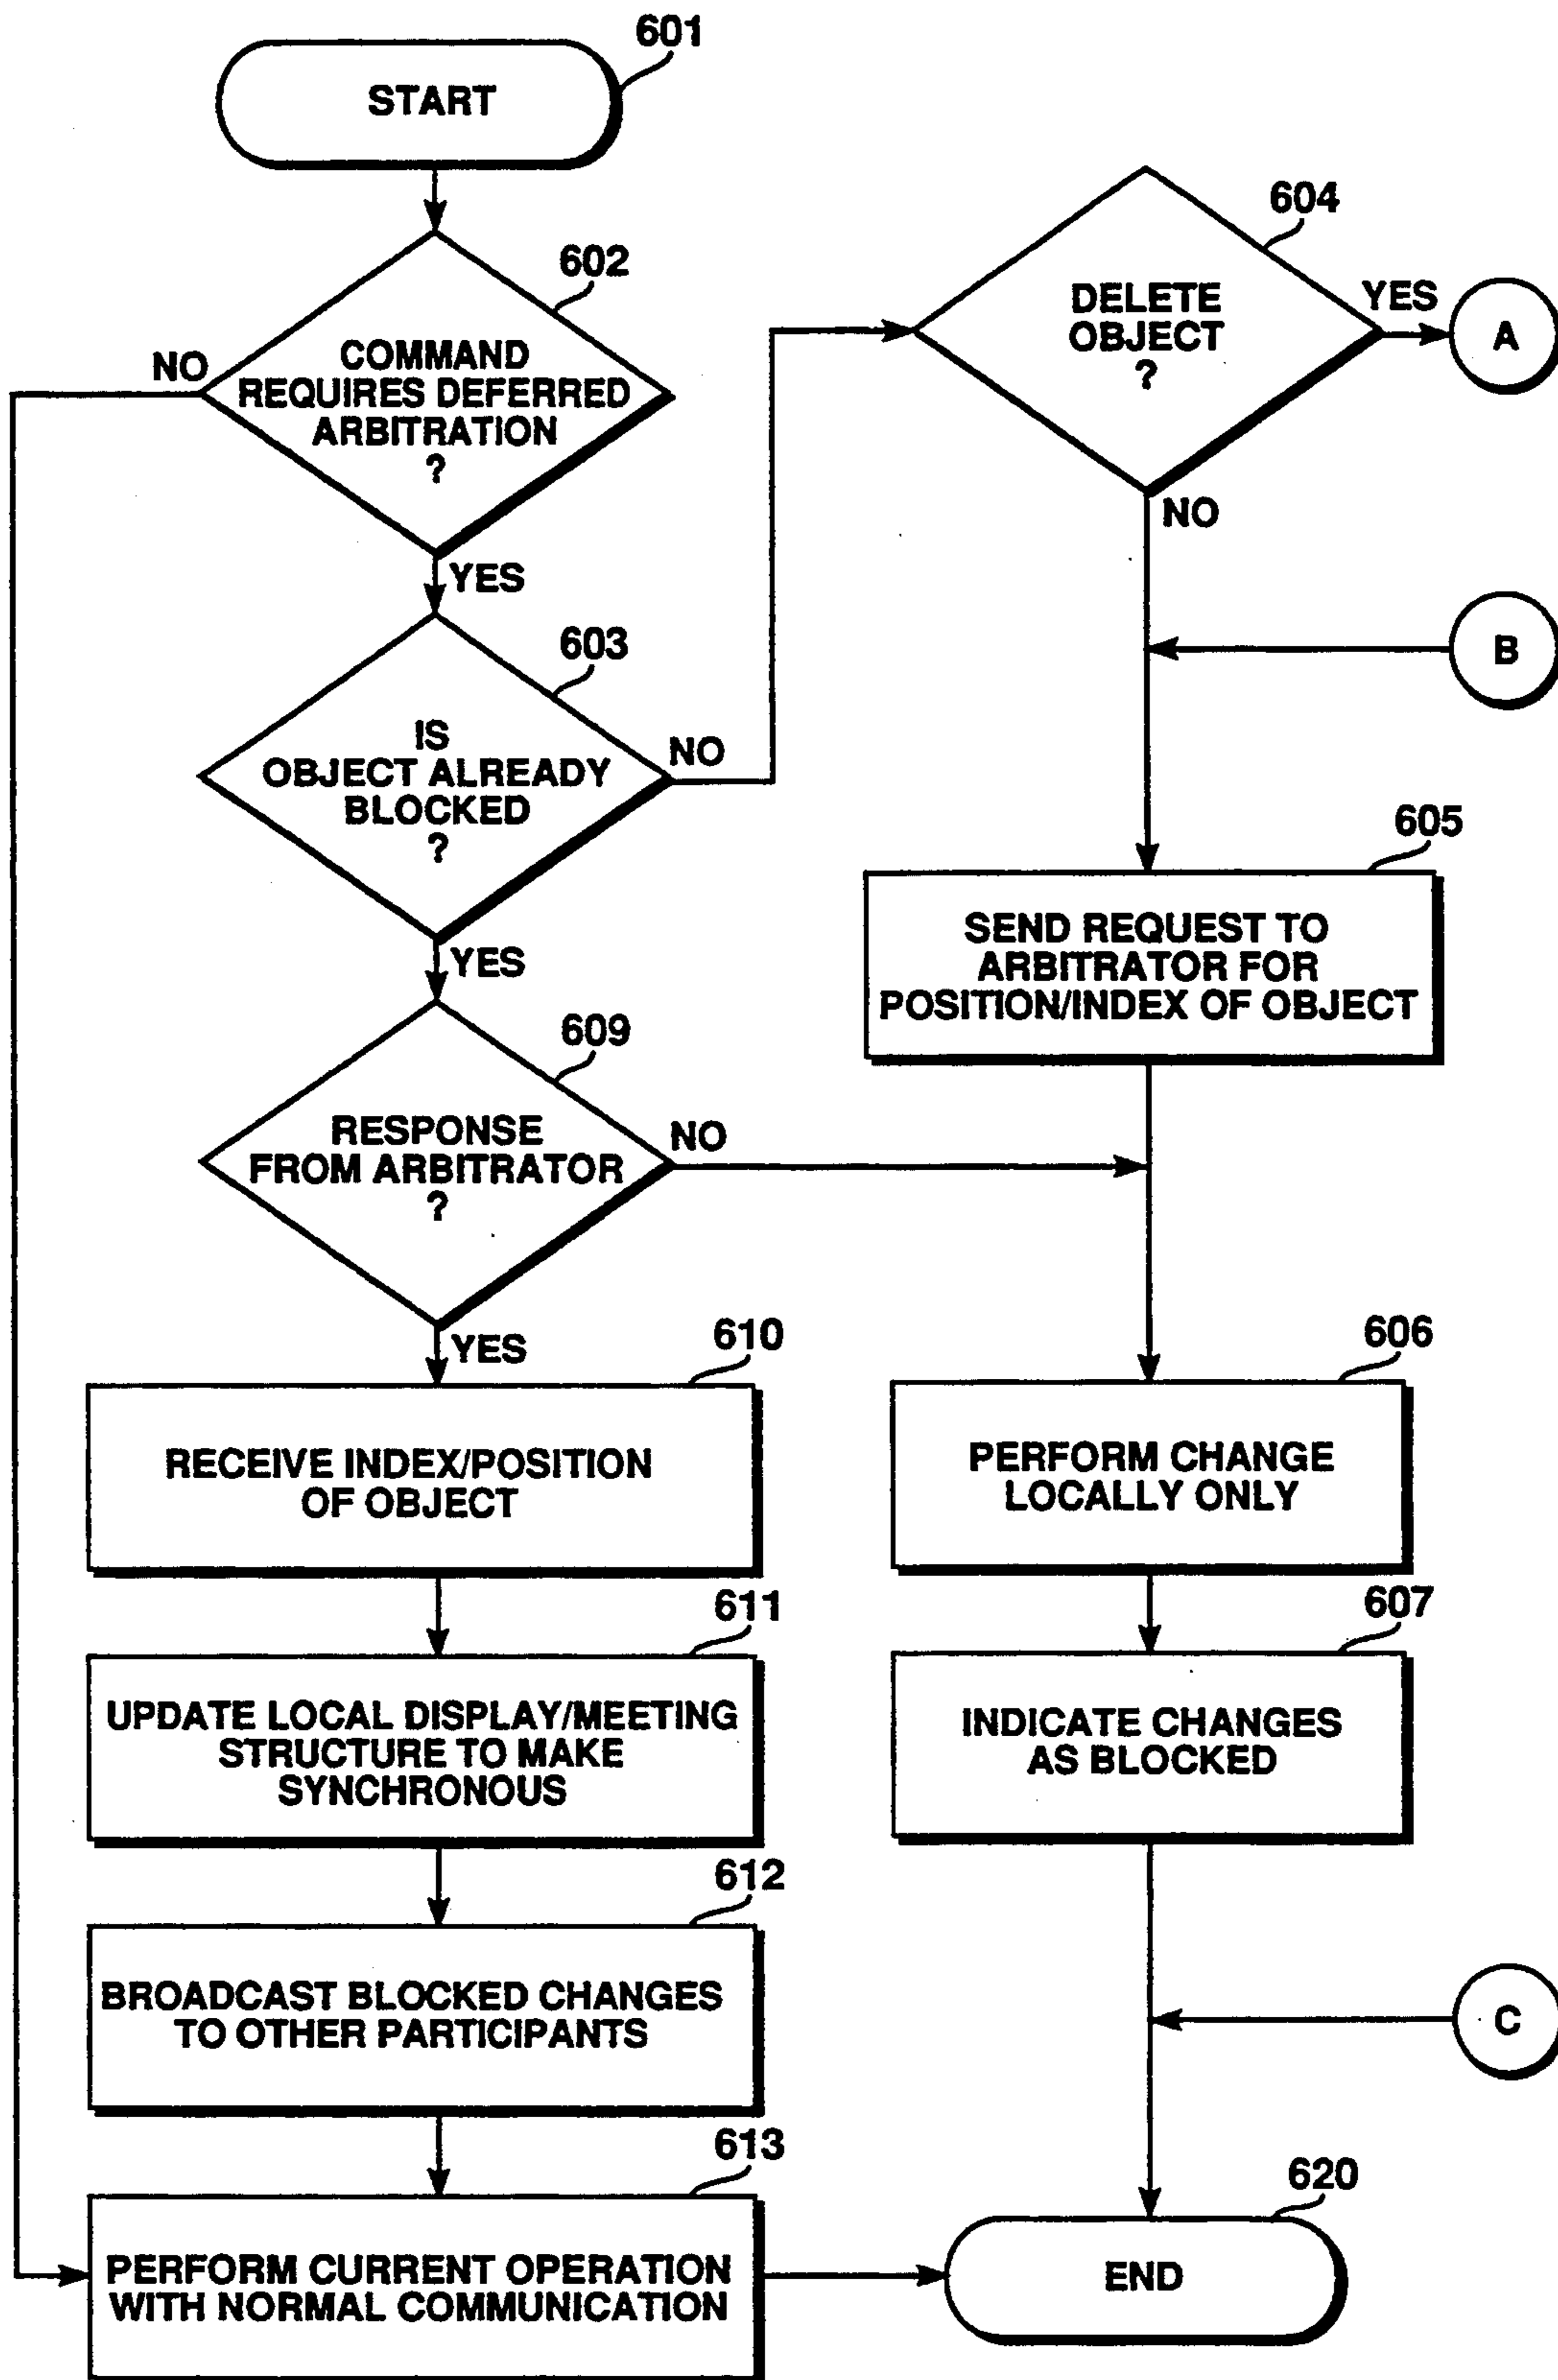 601
START
602
COMMAND
REQUIRES DEFERRED
ARBITRATION
?
NO
YES
603
IS
OBJECT ALREADY
BLOCKED
?
NO
YES
609
RESPONSE
FROM ARBITRATOR
?
NO
YES
610
RECEIVE INDEX/POSITION
OF OBJECT
611
UPDATE LOCAL DISPLAY/MEETING
STRUCTURE TO MAKE
SYNCHRONOUS
612
BROADCAST BLOCKED CHANGES
TO OTHER PARTICIPANTS
613
PERFORM CURRENT OPERATION
WITH NORMAL COMMUNICATION
604
DELETE
OBJECT
?
YES
A
NO
B
605
SEND REQUEST TO
ARBITRATOR FOR
POSITION/INDEX OF OBJECT
606
PERFORM CHANGE
LOCALLY ONLY
607
INDICATE CHANGES
AS BLOCKED
C
620
END